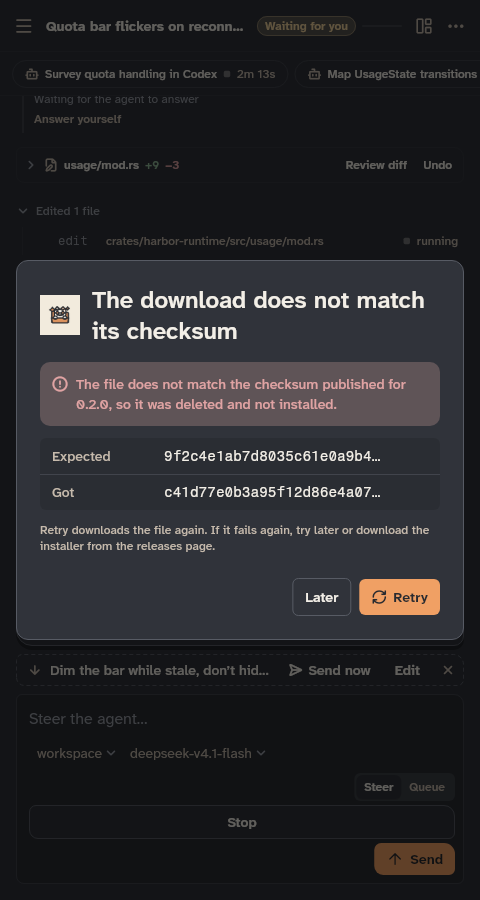 Quota bar flickers on reconn...
Waiting for you
Survey quota handling in Codex 2m 13s
Map UsageState transitions
Waiting for the agent to answer
Answer yourself
usage/mod.rs +9 −3
Review diff Undo
Edited 1 file
edit crates/harbor-runtime/src/usage/mod.rs running
The download does not match
its checksum
The file does not match the checksum published for
0.2.0, so it was deleted and not installed.
Expected 9f2c4e1ab7d8035c61e0a9b4…
Got c41d77e0b3a95f12d86e4a07…
Retry downloads the file again. If it fails again, try later or download the
installer from the releases page.
Later Retry
Dim the bar while stale, don't hid... Send now Edit
Steer the agent...
workspace deepseek-v4.1-flash
Steer Queue
Stop
Send